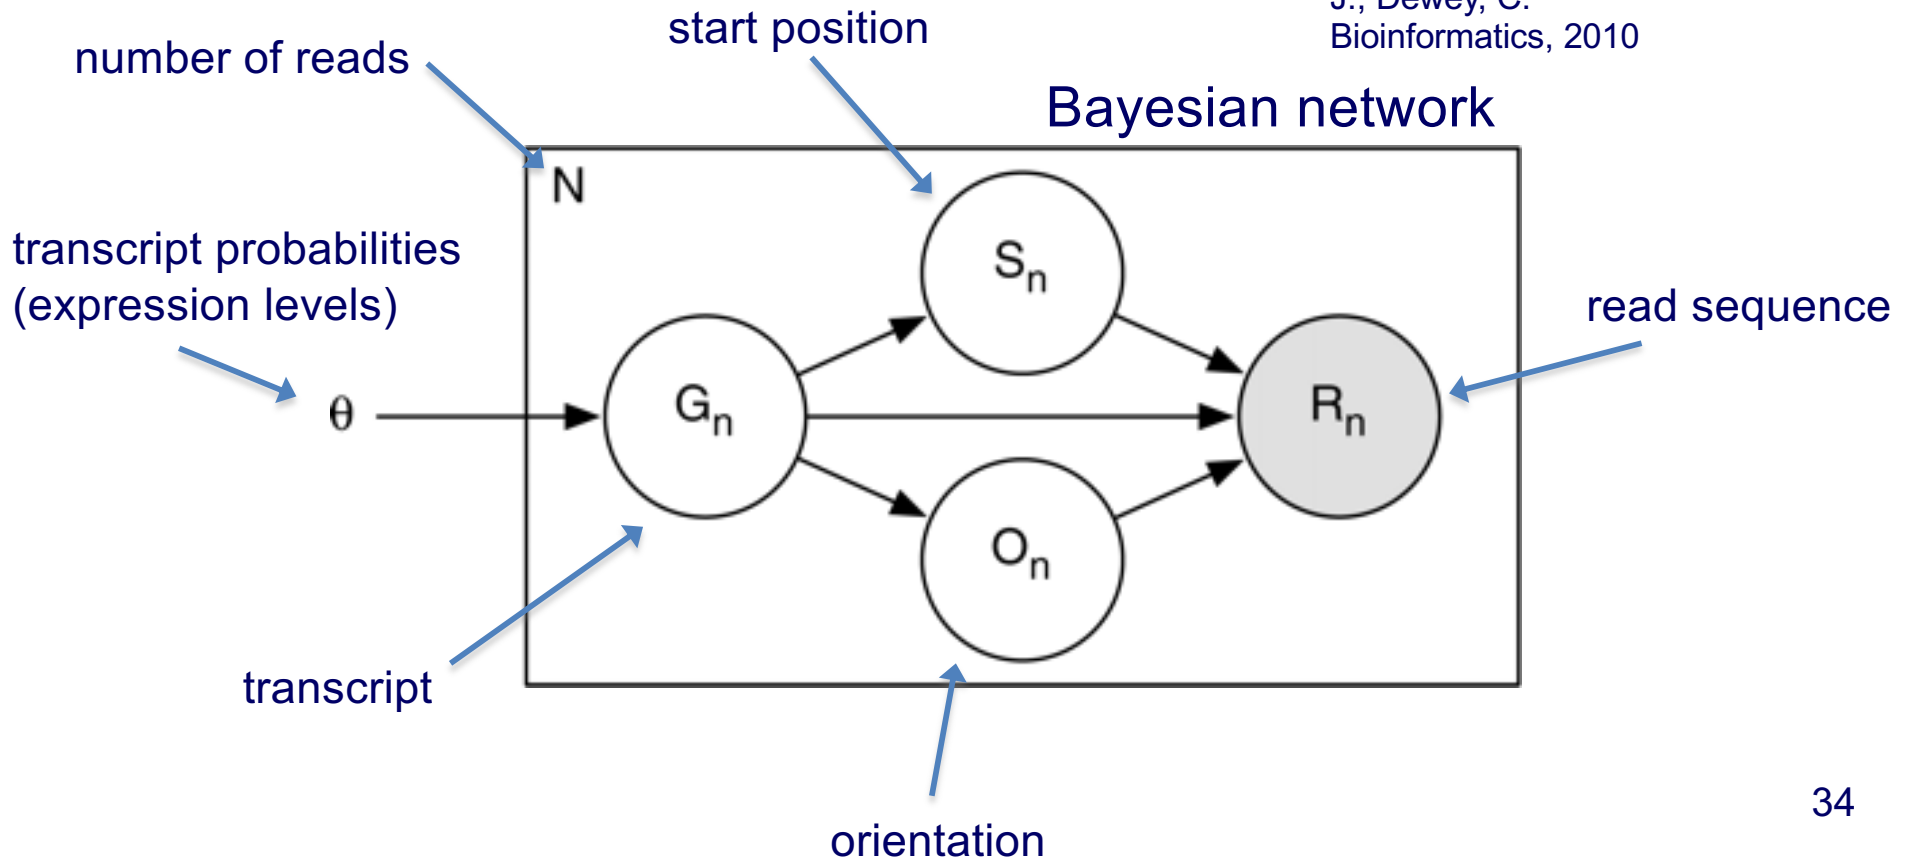 J., Dewey, C.
Bioinformatics, 2010
start position
number of reads
Bayesian network
N
transcript probabilities
(expression levels)
Sn
read sequence
θ
Gn
Rn
On
transcript
orientation
34